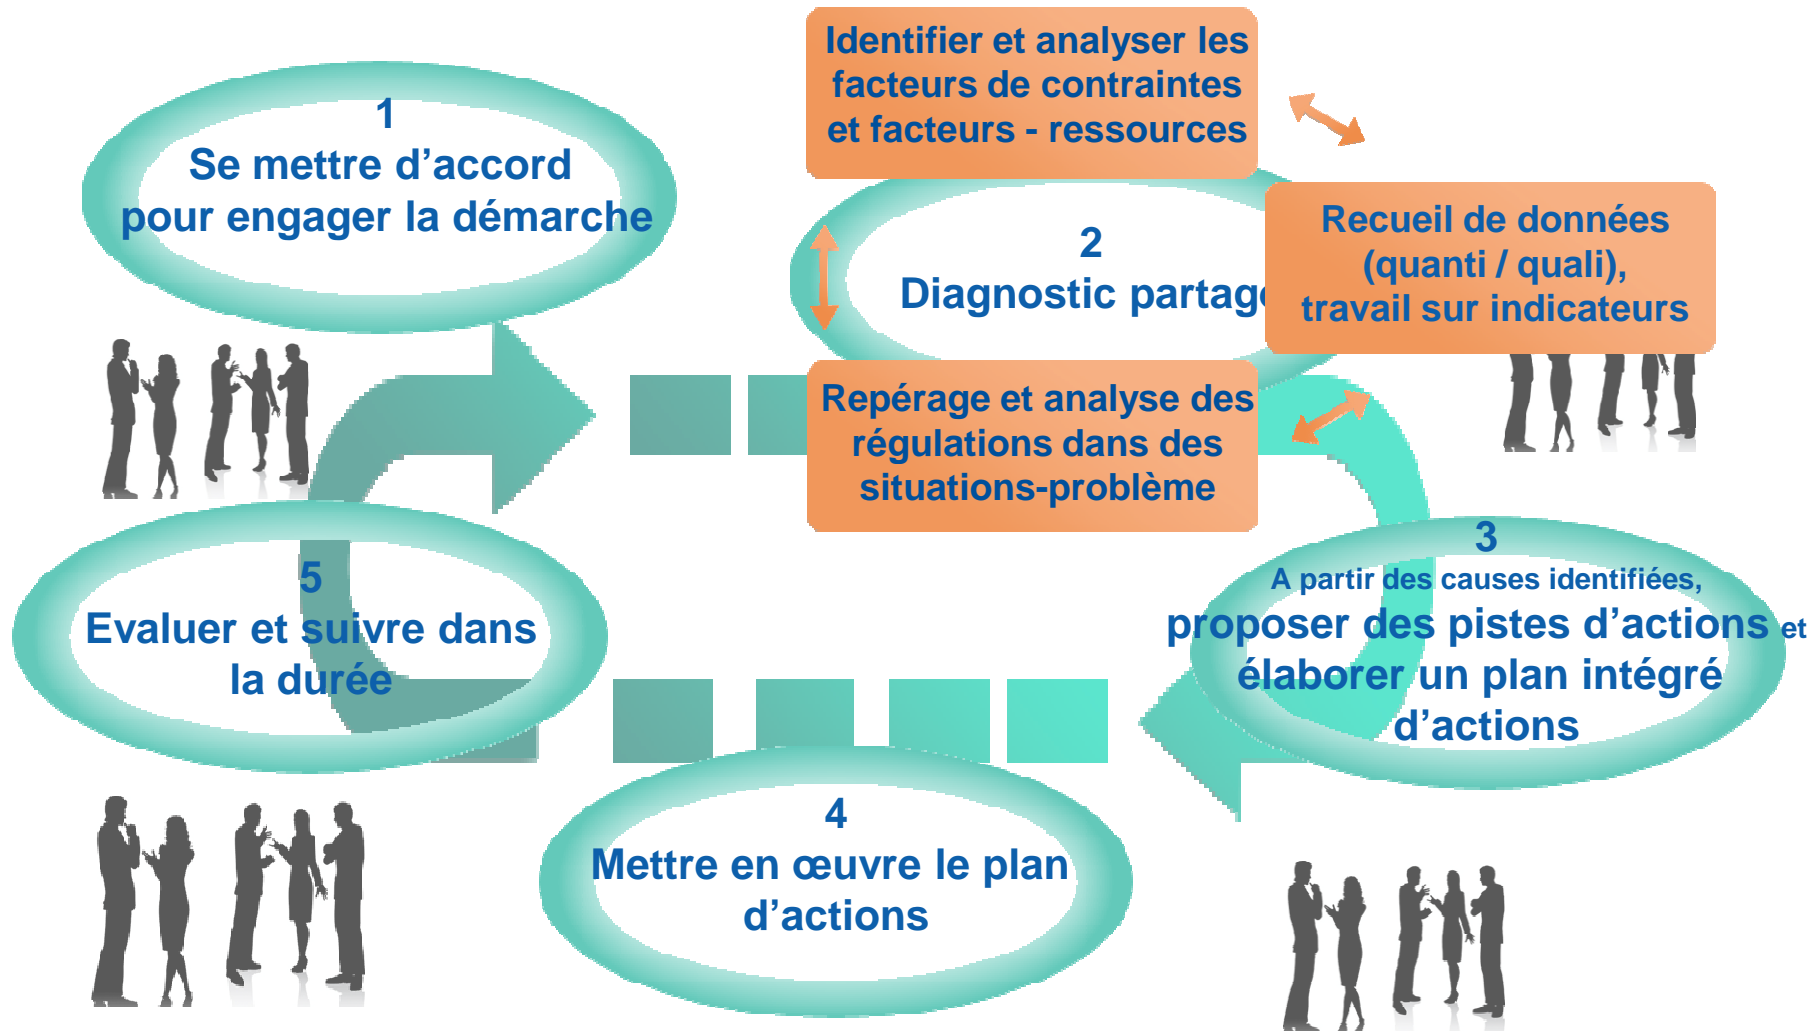 1
Se mettre d’accord
pour engager la démarche
Identifier et analyser les
facteurs de contraintes
et facteurs - ressources
2
Diagnostic partag
Recueil de données
(quanti / quali),
travail sur indicateurs
Repérage et analyse des
régulations dans des
situations-problème
3
A partir des causes identifiées,
proposer des pistes d’actions et
élaborer un plan intégré
d’actions
4
Mettre en œuvre le plan
d’actions
5
Evaluer et suivre dans
la durée